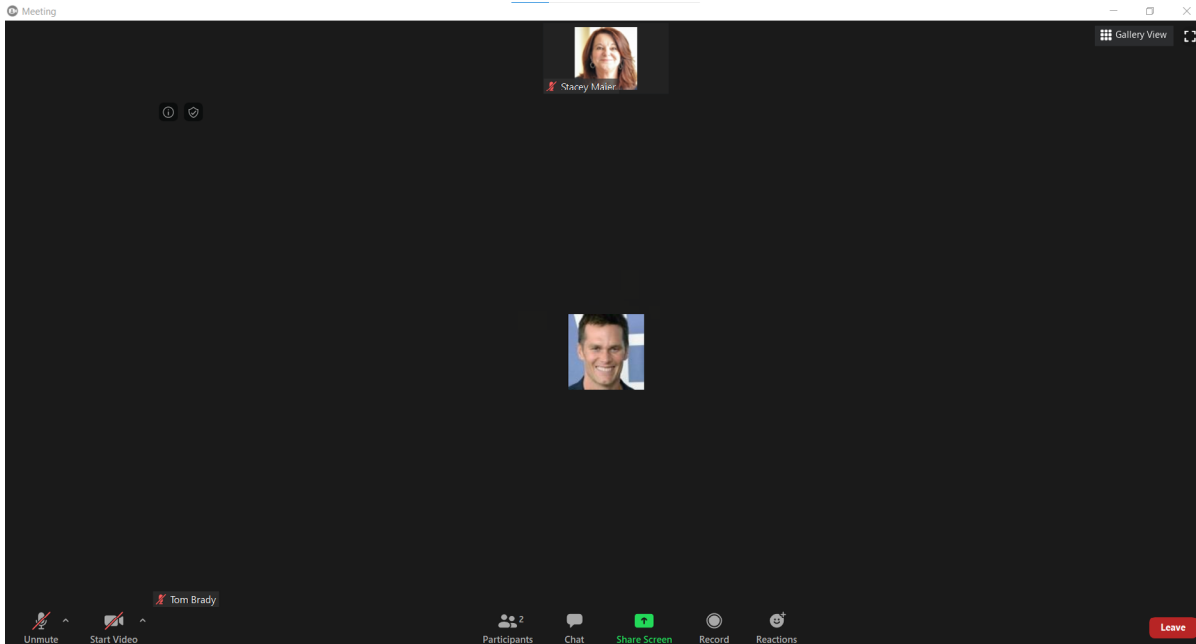 Meeting
Gallery View
Stacey Maier
Tom Brady
2
Unmute
Start Video
Participants
Chat
Share Screen
Record
Reactions
Leave